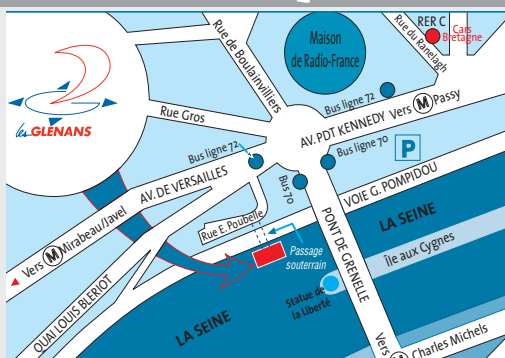 RER C
Cars
Bretagne
Rue du Ranelagh
Rue de Boulainvilliers
Maison
de Radio-France
les GLÉNANS
Rue Gros
Bus ligne 72
Vers M Passy
AV. PDT KENNEDY
Bus ligne 70
P
Bus ligne 72
AV. DE VERSAILLES
Bus 70
VOIE G. POMPIDOU
Rue E. Poubelle
Vers M Mirabeau/Javel
Passage
souterrain
PONT DE GRENELLE
LA SEINE
Île aux Cygnes
QUAI LOUIS BLERIOT
Statue de
la Liberté
LA SEINE
Vers M Charles Michels